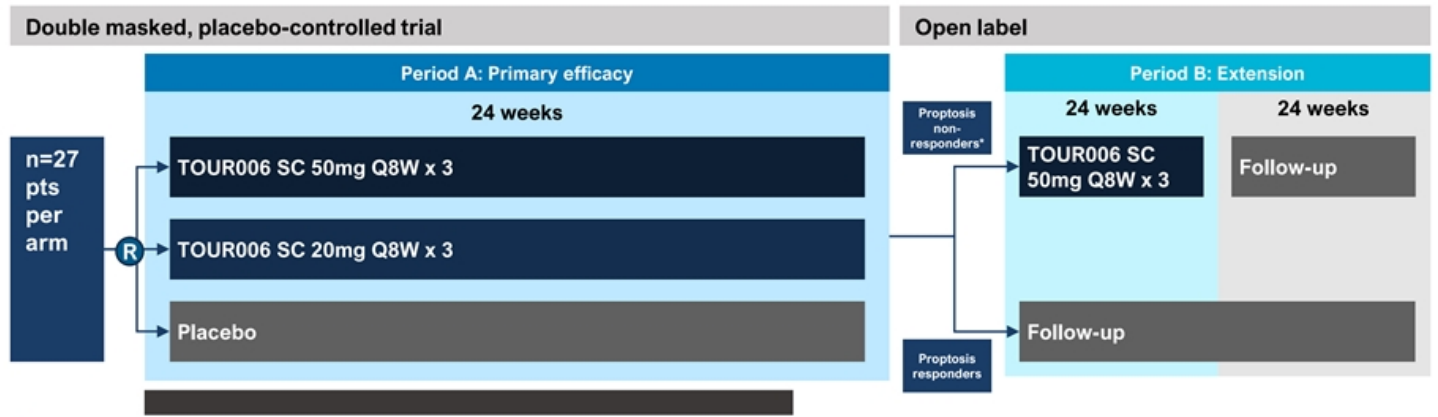 Double masked, placebo-controlled trial
Open label
Period A: Primary efficacy
Period B: Extension
24 weeks
24 weeks
24 weeks
n=27
pts
per
arm
R
TOUR006 SC 50mg Q8W x 3
TOUR006 SC 20mg Q8W x 3
Placebo
Proptosis
non-
responders*
TOUR006 SC
50mg Q8W x 3
Follow-up
Proptosis
responders
Follow-up